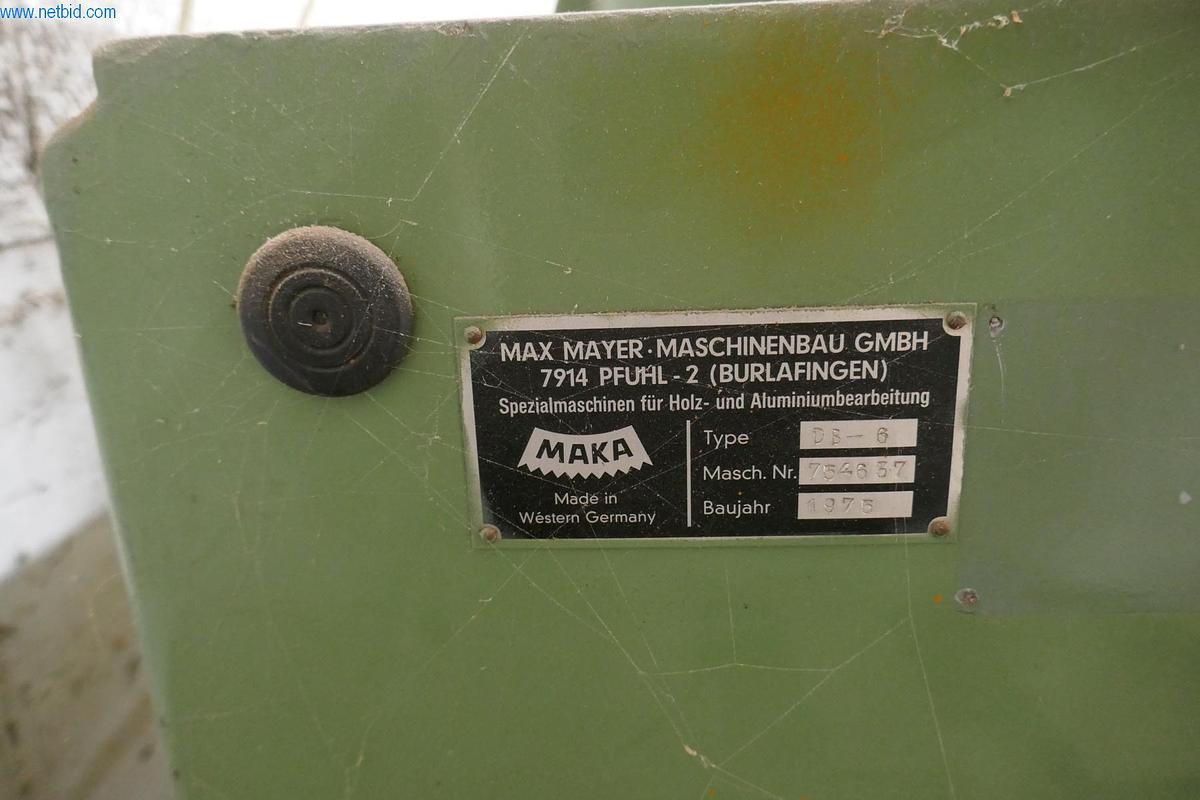 www.netbid.com
MAX MAYER·MASCHINENBAU GMBH
7914 PFUHL-2 (BURLAFINGEN)
Spezialmaschinen für Holz- und Aluminiumbearbeitung
MAKA
Made in
Western Germany
Type DB-6
Masch. Nr. 754637
Baujahr 1975